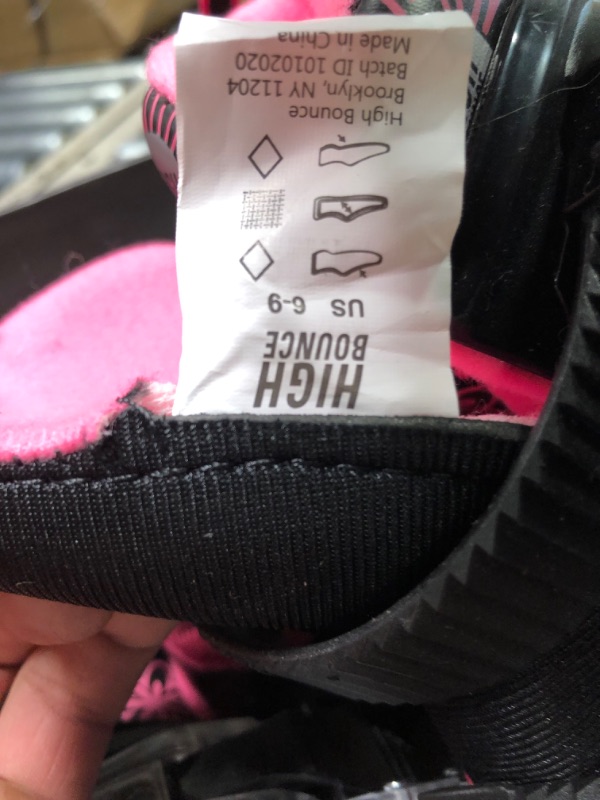 HIGH
BOUNCE
US 6-9
High Bounce
Brooklyn, NY 11204
Batch ID 10102020
Made in China